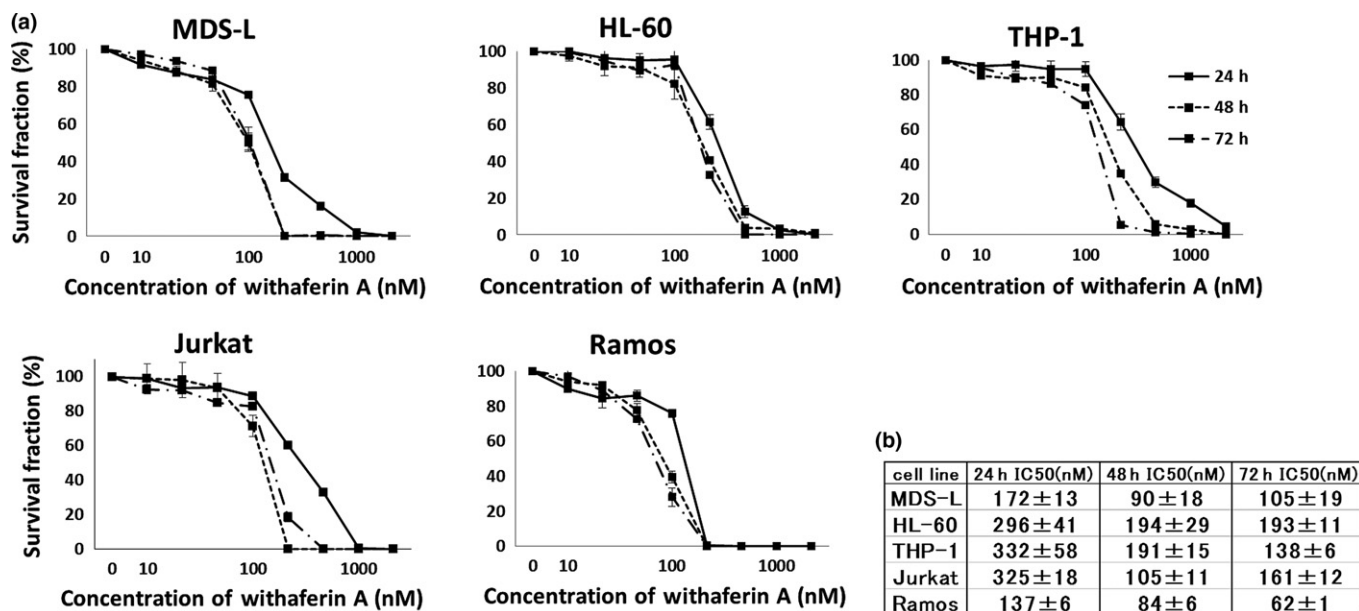 (a)
MDS-L
Survival fraction (%)
100
80
60
40
20
0
0 10 100 1000
Concentration of withaferin A (nM)
HL-60
100
80
60
40
20
0
0 10 100 1000
Concentration of withaferin A (nM)
THP-1
100
80
60
40
20
0
0 10 100 1000
Concentration of withaferin A (nM)
24 h
48 h
72 h
Jurkat
Survival fraction (%)
100
80
60
40
20
0
0 10 100 1000
Concentration of withaferin A (nM)
Ramos
100
80
60
40
20
0
0 10 100 1000
Concentration of withaferin A (nM)
(b)
cell line 24 h IC50(nM) 48 h IC50(nM) 72 h IC50(nM)
MDS-L 172±13 90±18 105±19
HL-60 296±41 194±29 193±11
THP-1 332±58 191±15 138±6
Jurkat 325±18 105±11 161±12
Ramos 137±6 84±6 62±1